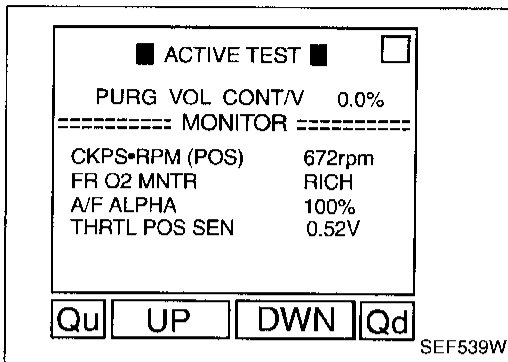 ■ ACTIVE TEST ■
PURG VOL CONT/V 0.0%
========== MONITOR ==========
CKPS•RPM (POS) 672rpm
FR O2 MNTR RICH
A/F ALPHA 100%
THRTL POS SEN 0.52V
Qu UP DWN Qd
SEF539W